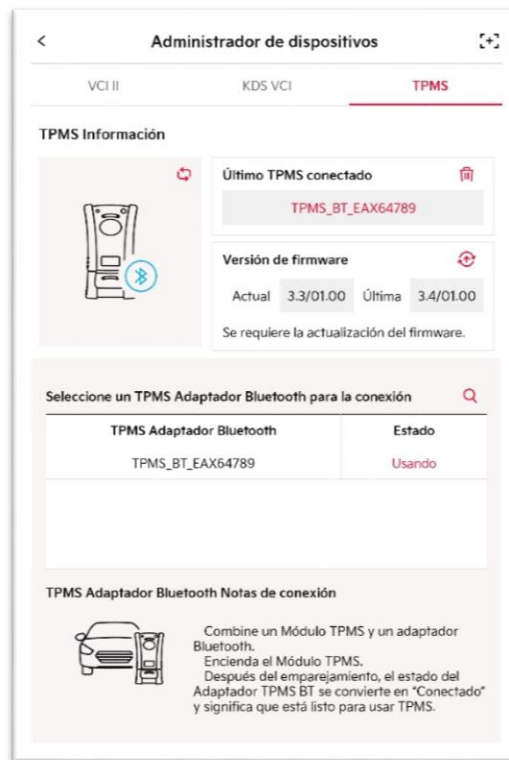 Administrador de dispositivos
VCI II KDS VCI TPMS
TPMS Información
Último TPMS conectado
TPMS_BT_EAX64789
Versión de firmware
Actual 3.3/01.00 Última 3.4/01.00
Se requiere la actualización del firmware.
Seleccione un TPMS Adaptador Bluetooth para la conexión
TPMS Adaptador Bluetooth Estado
TPMS_BT_EAX64789 Usando
TPMS Adaptador Bluetooth Notas de conexión
Combine un Módulo TPMS y un adaptador
Bluetooth.
Encienda el Módulo TPMS.
Después del emparejamiento, el estado del
Adaptador TPMS BT se convierte en "Conectado"
y significa que está listo para usar TPMS.